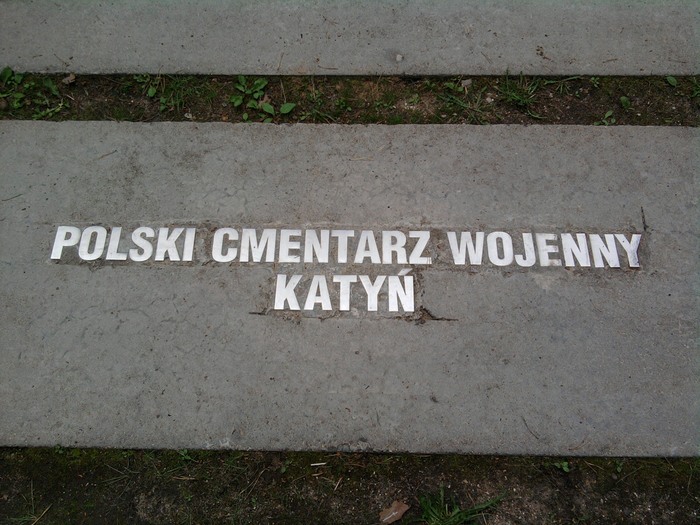 POLSKI CMENTARZ WOJENNY
KATYŃ